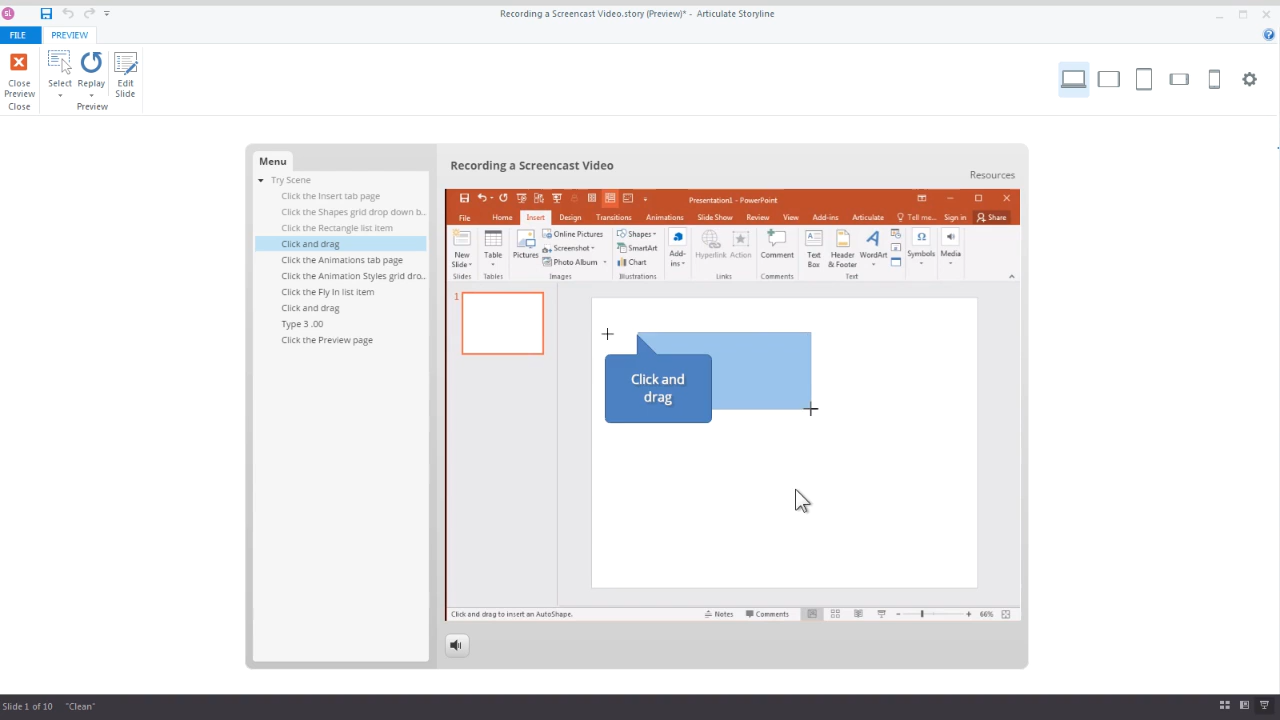 SL
Recording a Screencast Video.story (Preview)* - Articulate Storyline
FILE
PREVIEW
Close
Preview
Select
Replay
Edit
Slide
Close
Preview
Menu
Try Scene
Click the Insert tab page
Click the Shapes grid drop down b..
Click the Rectangle list item
Click and drag
Click the Animations tab page
Click the Animation Styles grid dro..
Click the Fly In list item
Click and drag
Type 3 .00
Click the Preview page
Recording a Screencast Video
Resources
Presentation1 - PowerPoint
File Home Insert Design Transitions Animations Slide Show Review View Add-ins Articulate Tell me... Sign in Share
New
Slide
Table
Pictures
Online Pictures
Screenshot
Photo Album
Shapes
SmartArt
Chart
Add-
ins
Hyperlink
Action
Comment
Text
Box
Header
& Footer
WordArt
Symbols
Media
Slides Tables Images Illustrations Links Comments Text
1
Click and
drag
Click and drag to insert an AutoShape.
Notes
Comments
66%
Slide 1 of 10
"Clean"